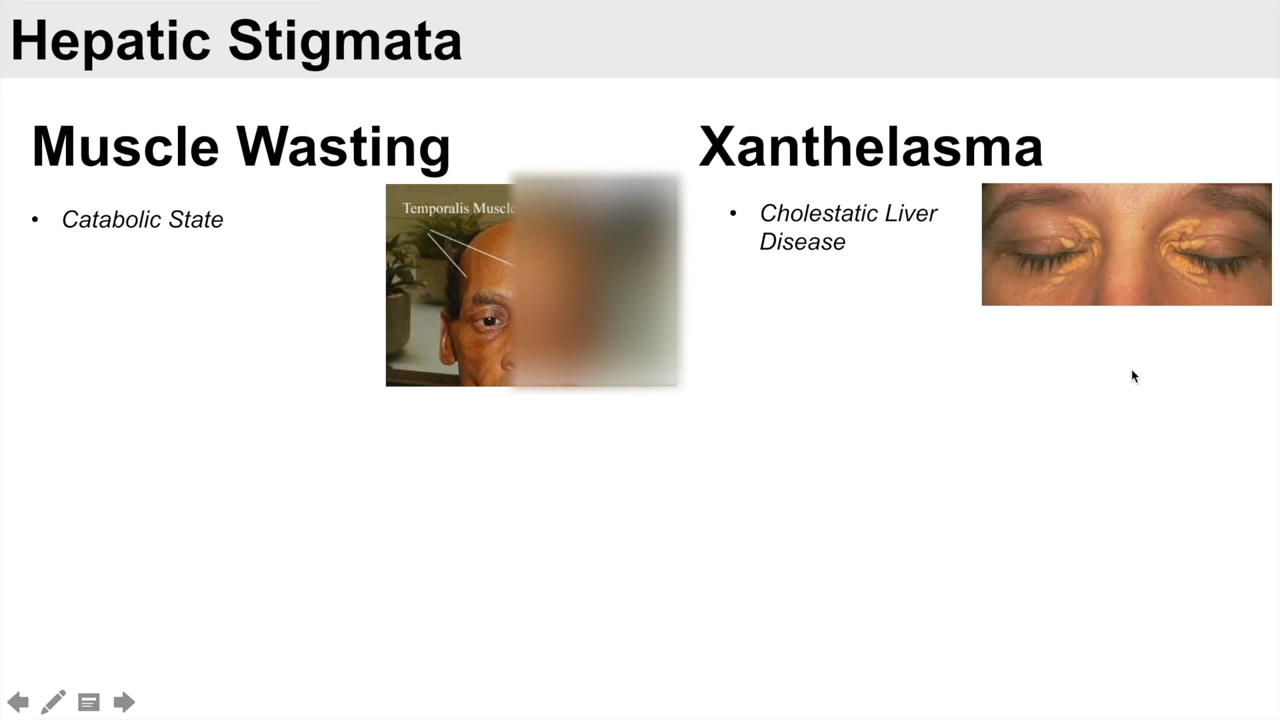 Hepatic Stigmata
Muscle Wasting
• Catabolic State
Temporalis Muscle
Xanthelasma
• Cholestatic Liver
Disease